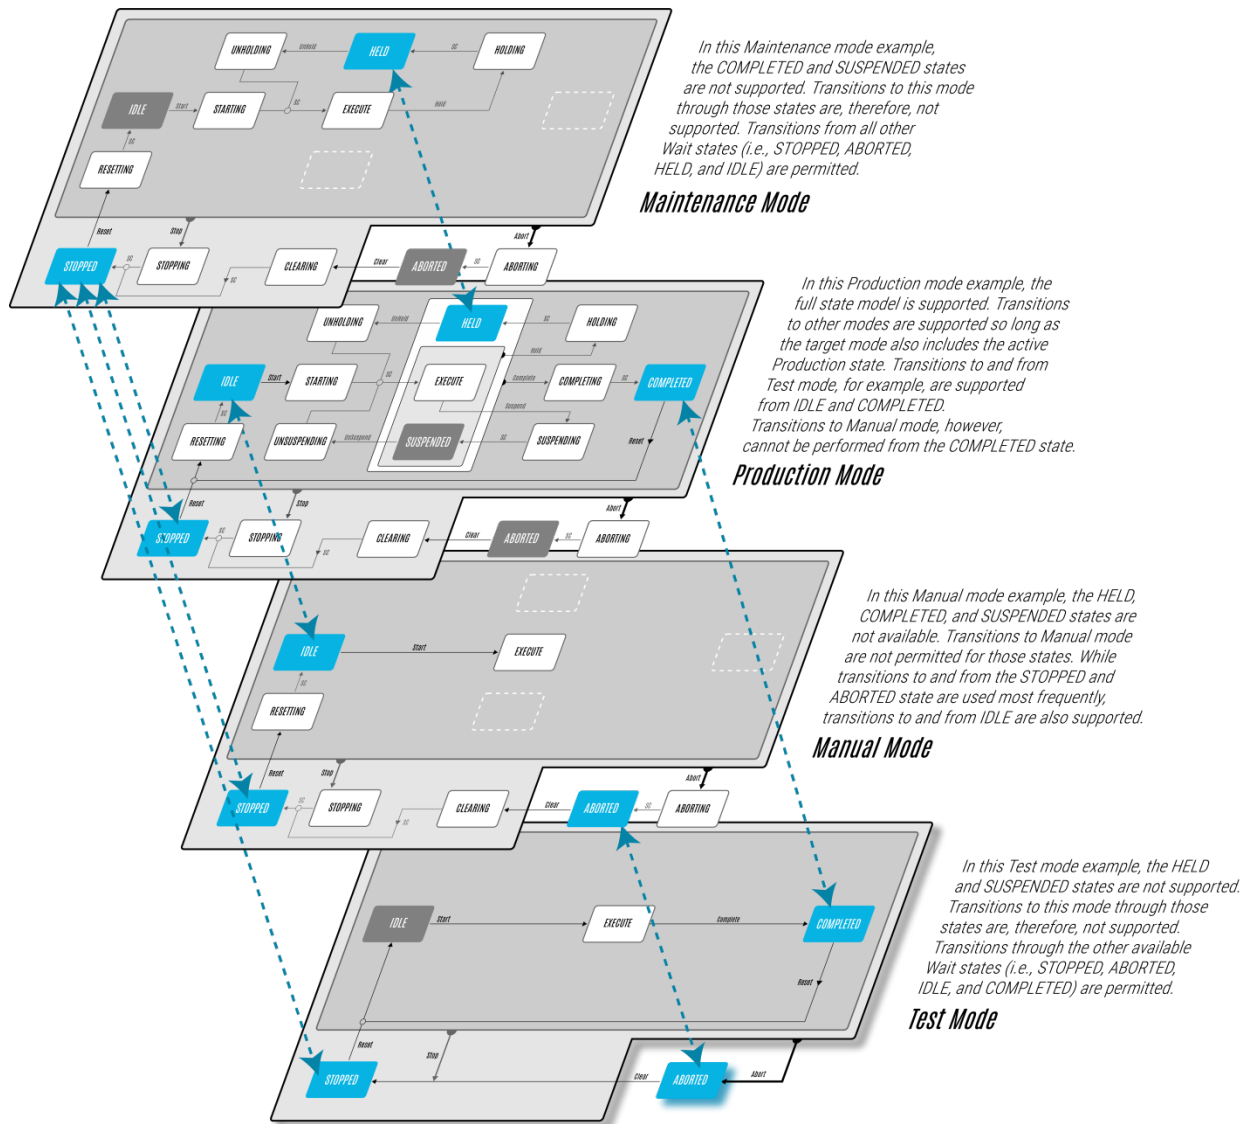 UNHOLDING
Unhold
HELD
SC
HOLDING
IDLE
Start
STARTING
SC
EXECUTE
Hold
SC
RESETTING
Reset
Stop
Abort
STOPPED
SC
STOPPING
SC
CLEARING
Clear
ABORTED
SC
ABORTING
In this Maintenance mode example,
the COMPLETED and SUSPENDED states
are not supported. Transitions to this mode
through those states are, therefore, not
supported. Transitions from all other
Wait states (i.e., STOPPED, ABORTED,
HELD, and IDLE) are permitted.
Maintenance Mode
UNHOLDING
UnHold
HELD
SC
HOLDING
Hold
IDLE
Start
STARTING
SC
EXECUTE
Complete
COMPLETING
SC
COMPLETED
SC
Suspend
RESETTING
UNSUSPENDING
UnSuspend
SUSPENDED
SC
SUSPENDING
Reset
Reset
Stop
Abort
STOPPED
SC
STOPPING
SC
CLEARING
Clear
ABORTED
SC
ABORTING
In this Production mode example, the
full state model is supported. Transitions
to other modes are supported so long as
the target mode also includes the active
Production state. Transitions to and from
Test mode, for example, are supported
from IDLE and COMPLETED.
Transitions to Manual mode, however,
cannot be performed from the COMPLETED state.
Production Mode
IDLE
Start
EXECUTE
SC
RESETTING
Reset
Stop
Abort
STOPPED
SC
STOPPING
SC
CLEARING
Clear
ABORTED
SC
ABORTING
In this Manual mode example, the HELD,
COMPLETED, and SUSPENDED states are
not available. Transitions to Manual mode
are not permitted for those states. While
transitions to and from the STOPPED and
ABORTED state are used most frequently,
transitions to and from IDLE are also supported.
Manual Mode
IDLE
Start
EXECUTE
Complete
COMPLETED
Reset
Reset
Stop
STOPPED
Clear
ABORTED
Abort
In this Test mode example, the HELD
and SUSPENDED states are not supported.
Transitions to this mode through those
states are, therefore, not supported.
Transitions through the other available
Wait states (i.e., STOPPED, ABORTED,
IDLE, and COMPLETED) are permitted.
Test Mode